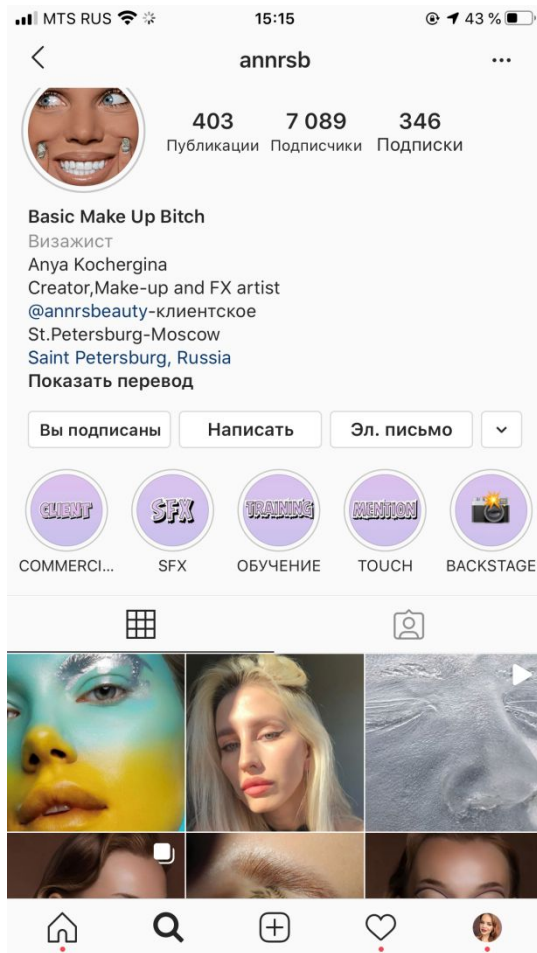 MTS RUS 15:15 43 %
annrsb
403 7 089 346
Публикации Подписчики Подписки
Basic Make Up Bitch
Визажист
Anya Kochergina
Creator,Make-up and FX artist
@annrsbeauty-клиентское
St.Petersburg-Moscow
Saint Petersburg, Russia
Показать перевод
Вы подписаны Написать Эл. письмо
CLIENT SFX TRAINING MENTION
COMMERCI... SFX ОБУЧЕНИЕ TOUCH BACKSTAGE